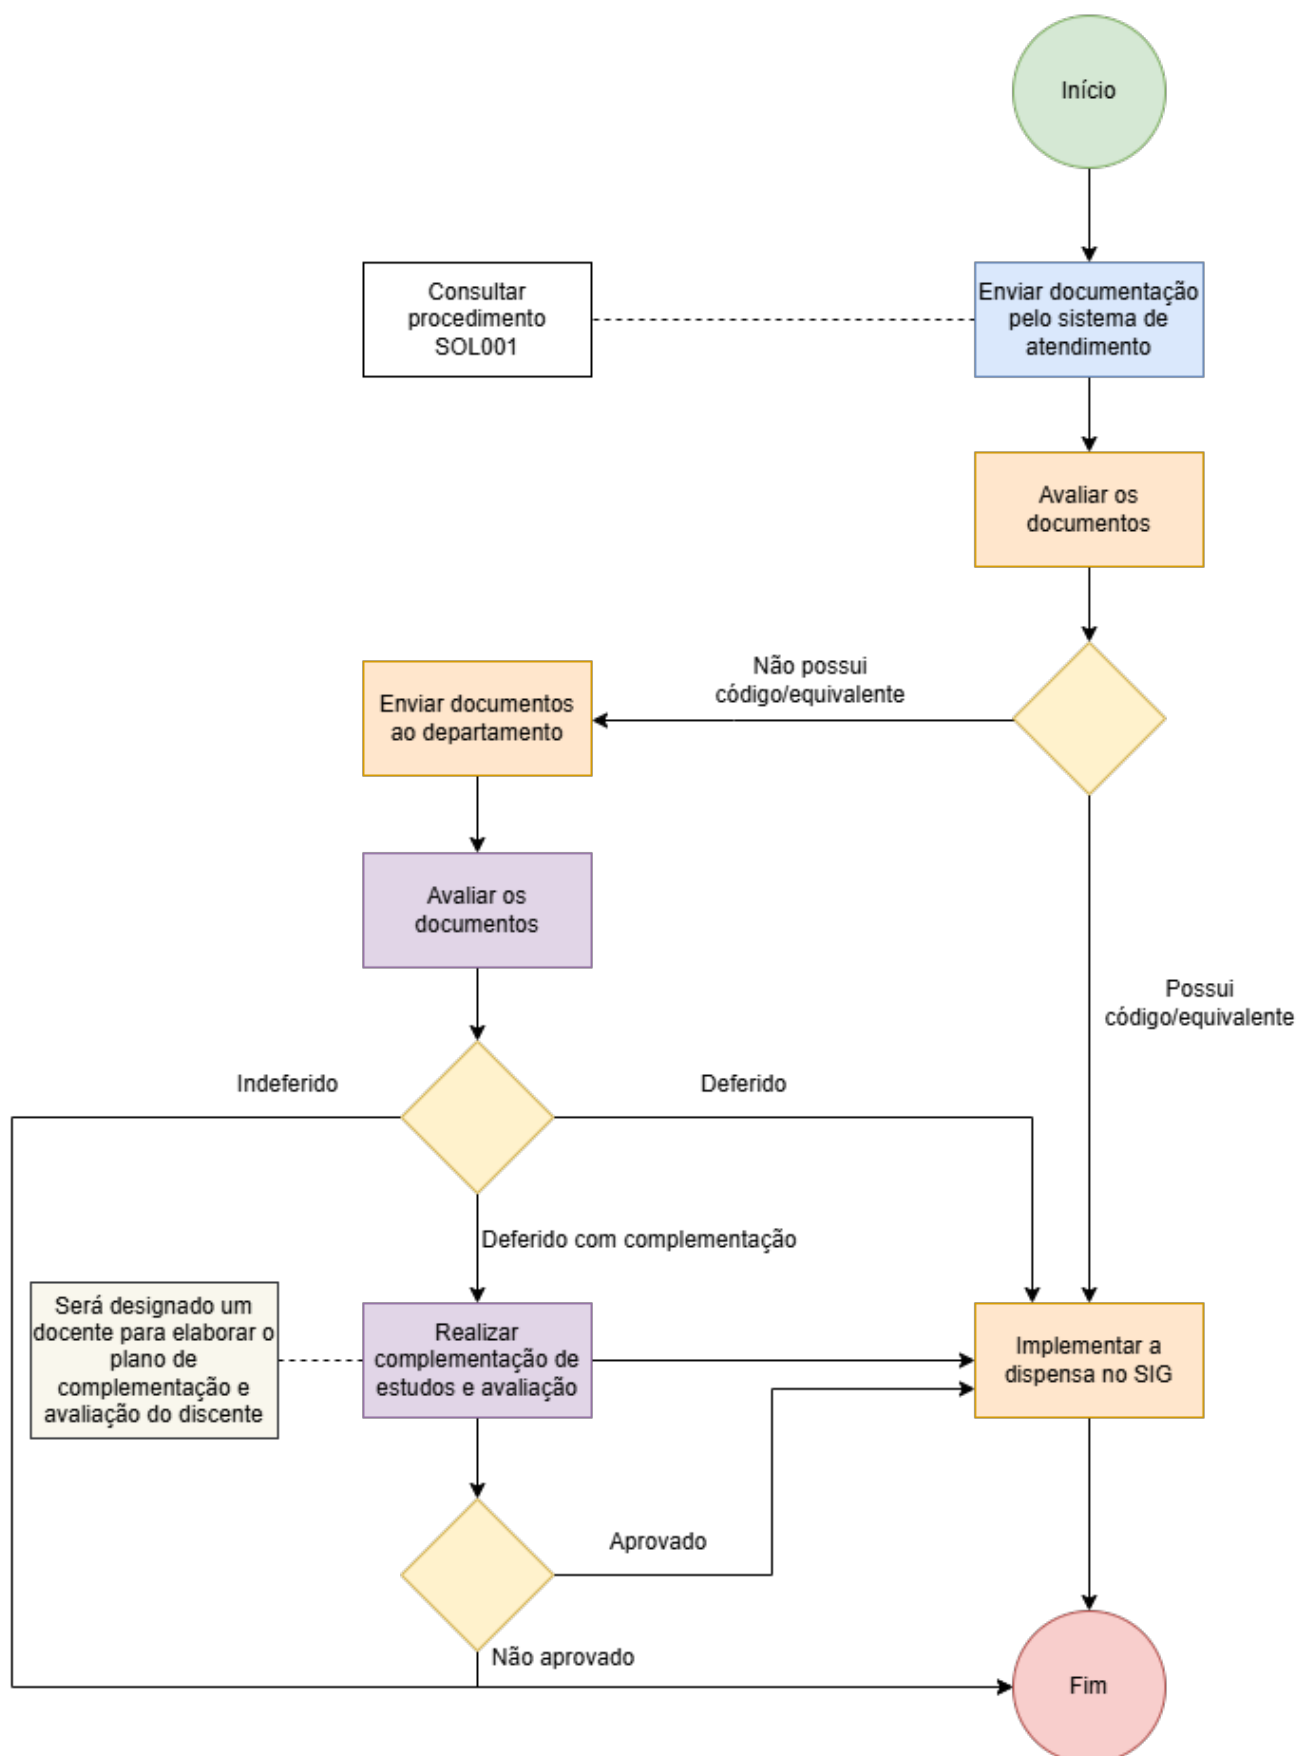 Início
Consultar
procedimento
SOL001
Enviar documentação
pelo sistema de
atendimento
Avaliar os
documentos
Não possui
código/equivalente
Enviar documentos
ao departamento
Avaliar os
documentos
Possui
código/equivalente
Indeferido
Deferido
Deferido com complementação
Será designado um
docente para elaborar o
plano de
complementação e
avaliação do discente
Realizar
complementação de
estudos e avaliação
Implementar a
dispensa no SIG
Aprovado
Não aprovado
Fim